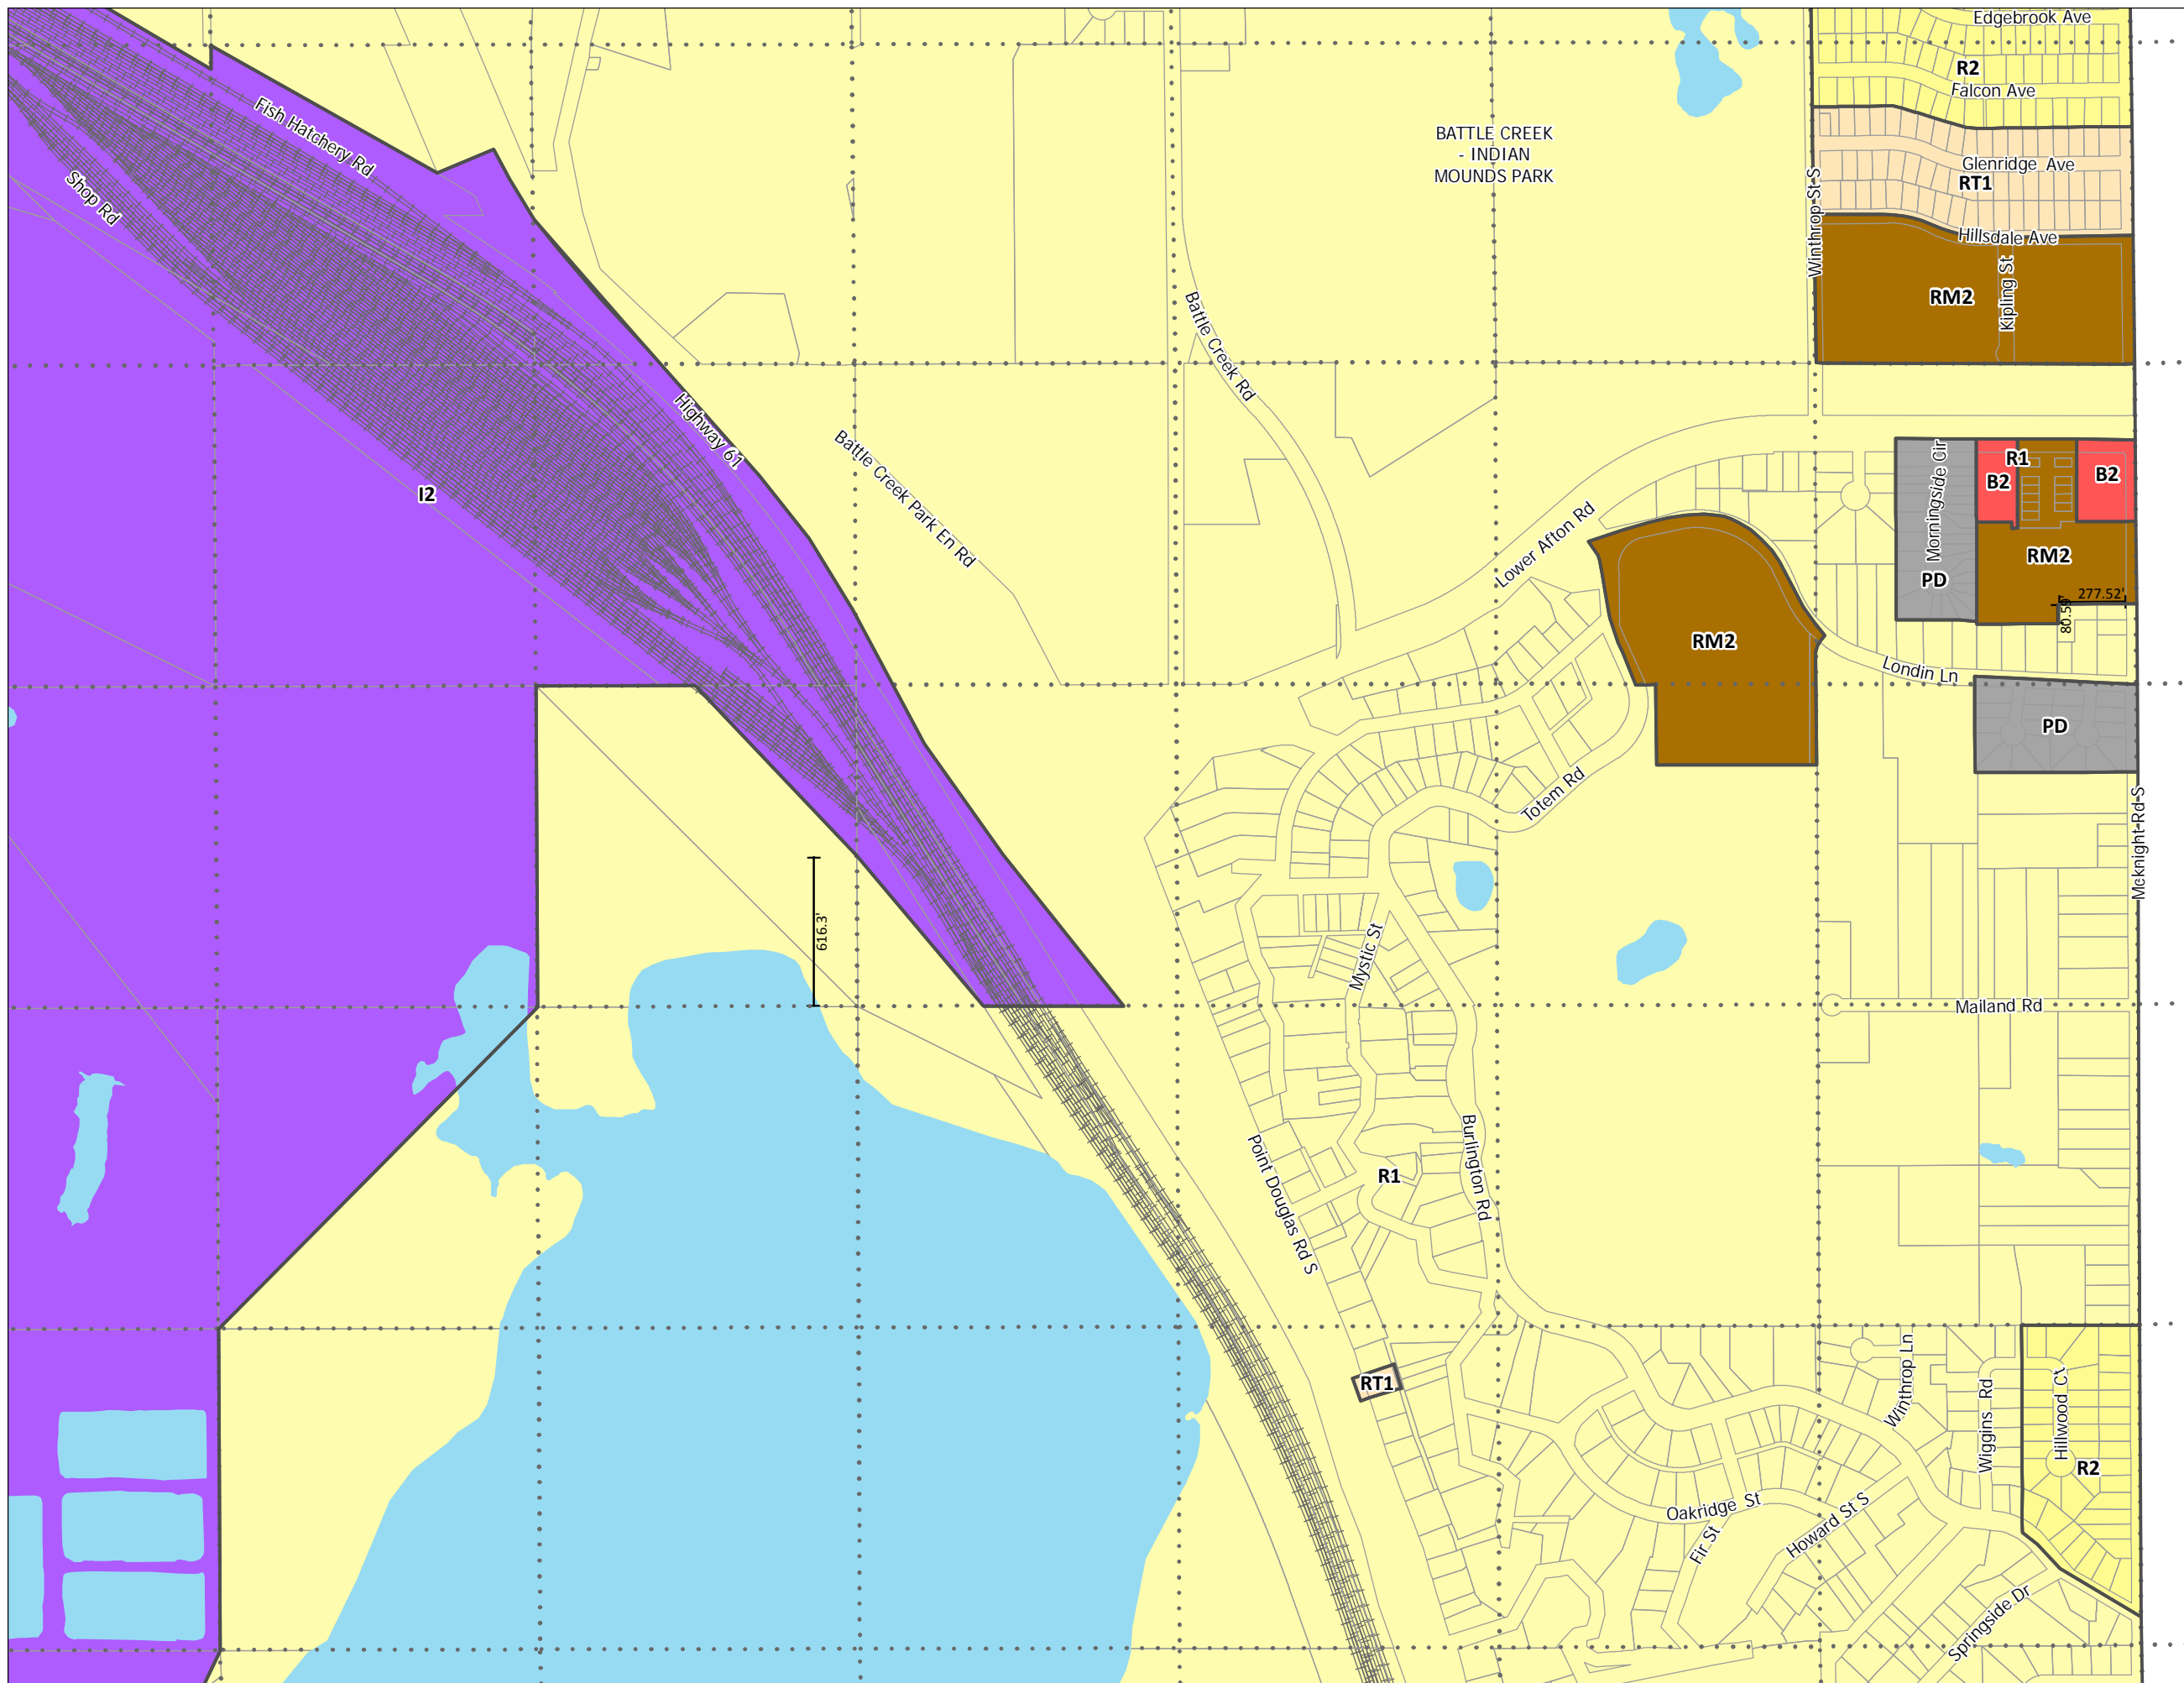 Edgebrook Ave
R2
Falcon Ave
Fish Hatchery Rd
BATTLE CREEK
- INDIAN
MOUNDS PARK
Glenridge Ave
RT1
Shop Rd
Winthrop St S
Hillsdale Ave
RM2
Kipling St
Battle Creek Rd
Highway 61
Battle Creek Park En Rd
I2
Morningside Cir
R1
B2
B2
Lower Afton Rd
RM2
PD
277.52'
80.59'
RM2
Londin Ln
PD
Totem Rd
Mcknight Rd S
616.3'
Mystic St
Mailand Rd
Point Douglas Rd S
R1
Burlington Rd
RT1
Winthrop Ln
Wiggins Rd
Hillwood Ct
R2
Oakridge St
Fir St
Howard St S
Springside Dr